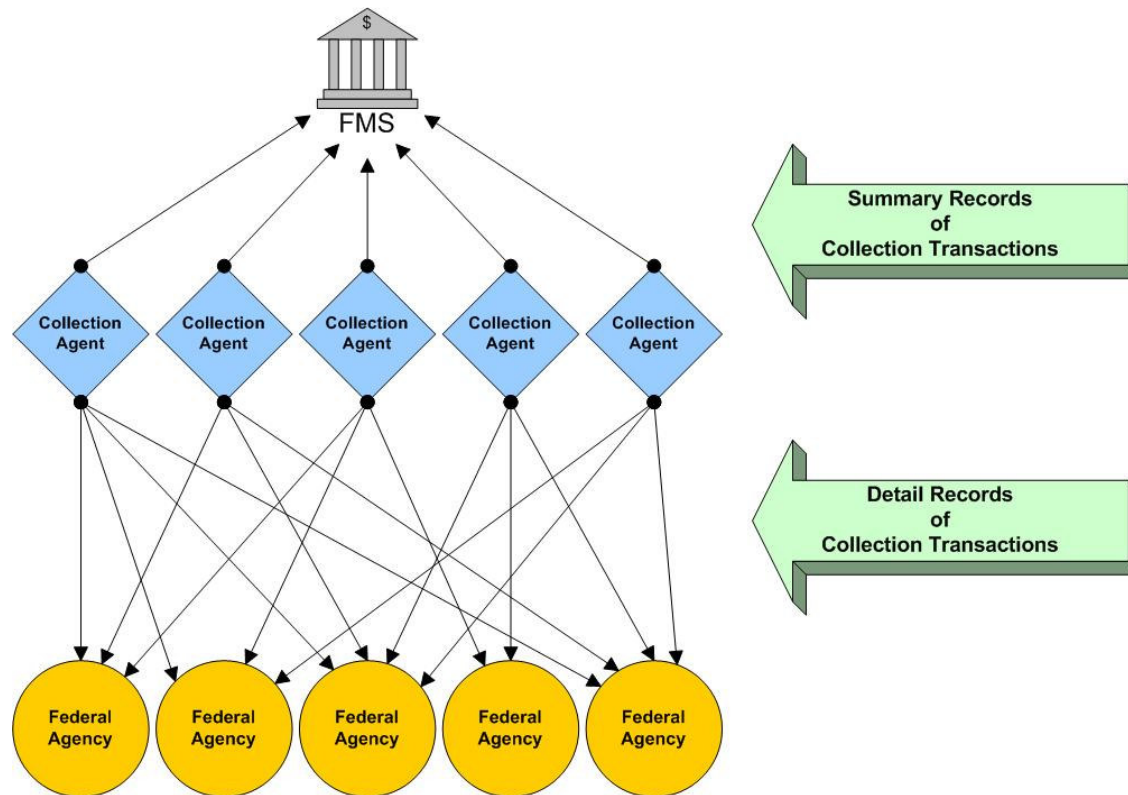 $
FMS
Summary Records
of
Collection Transactions
Collection
Agent
Collection
Agent
Collection
Agent
Collection
Agent
Collection
Agent
Detail Records
of
Collection Transactions
Federal
Agency
Federal
Agency
Federal
Agency
Federal
Agency
Federal
Agency